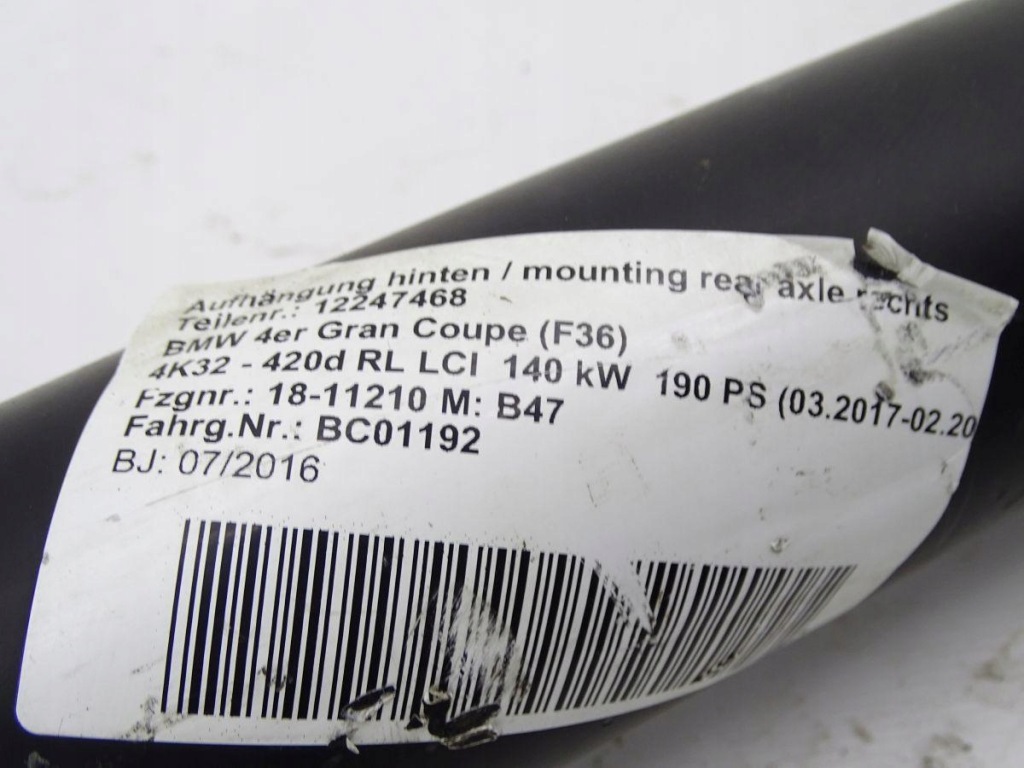 Aufhängung hinten / mounting rear axle rechts
Teilenr.: 12247468
BMW 4er Gran Coupe (F36)
4K32 - 420d RL LCI 140 kW 190 PS (03.2017-02.20
Fzgnr.: 18-11210 M: B47
Fahrg.Nr.: BC01192
BJ: 07/2016